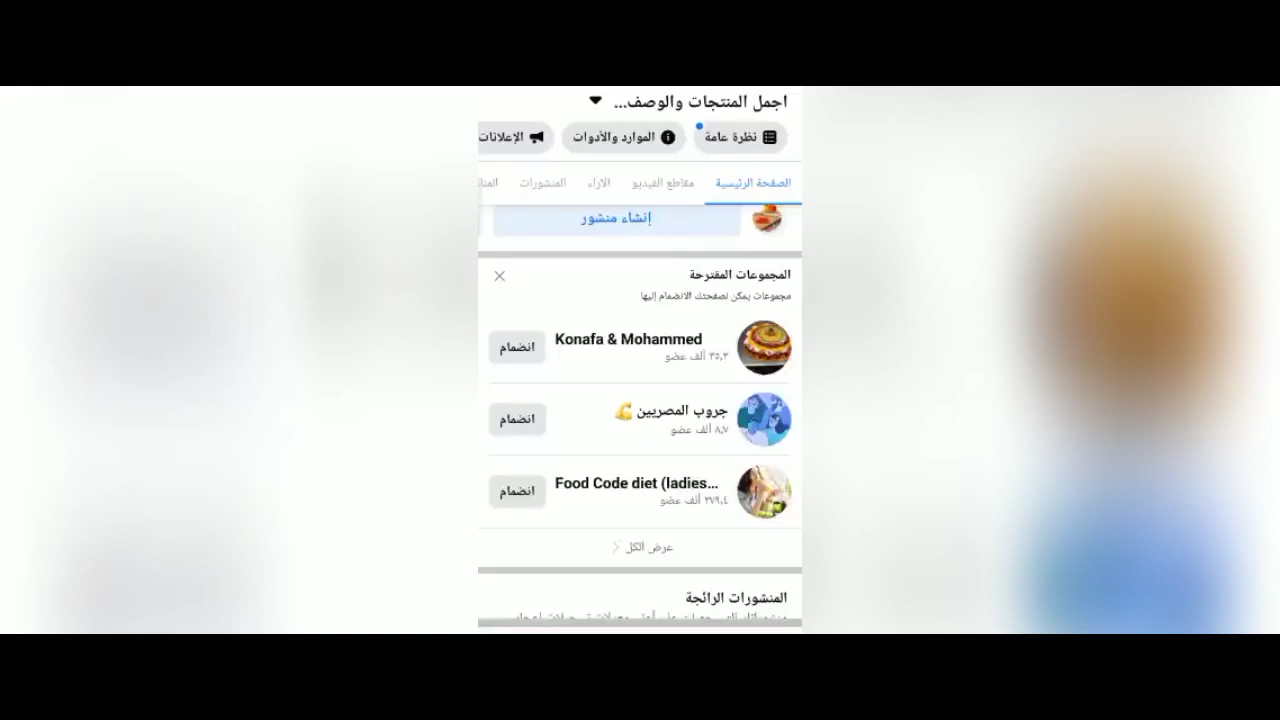 اجمل المنتجات والوصف...
نظرة عامة
الموارد والأدوات
الإعلانات
الصفحة الرئيسية
مقاطع الفيديو
الآراء
المنشورات
إنشاء منشور
المجموعات المقترحة
مجموعات يمكن لصفحتك الانضمام إليها
Konafa & Mohammed
٣٥,٣ ألف عضو
انضمام
جروب المصريين 💪
٨,٧ ألف عضو
انضمام
Food Code diet (ladies...
٣٧٩,٤ ألف عضو
انضمام
عرض الكل
المنشورات الرائجة